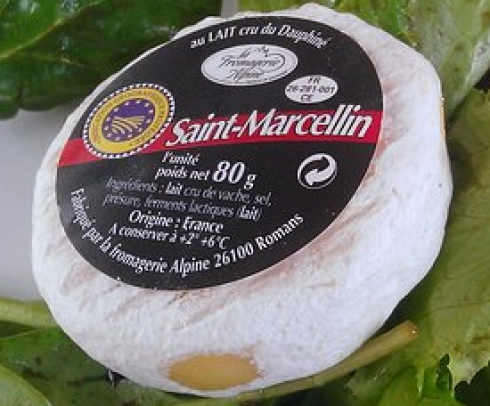 au LAIT cru du Dauphiné
la
Fromagerie
Alpine
FR
26-281-001
CE
Saint-Marcellin
l'unité
poids net 80 g
Ingrédients : lait cru de vache, sel,
présure, ferments lactiques (lait)
Origine : France
A conserver à +2° +6°C
Fabriqué par la fromagerie Alpine 26100 Romans